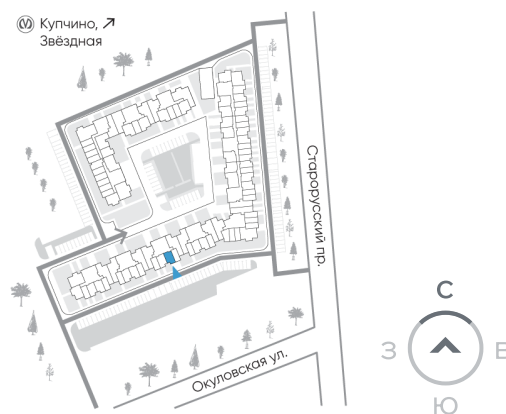 Купчино, ↗
Звёздная
Старорусский пр.
Окуловская ул.
С
З
В
Ю